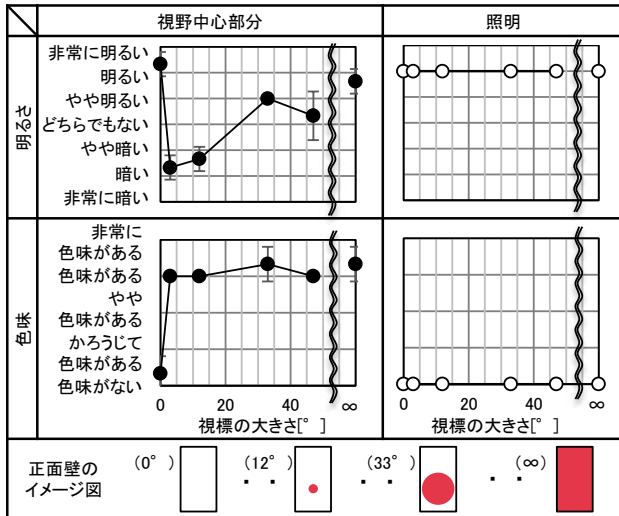 視野中心部分
照明
明るさ
非常に明るい
明るい
やや明るい
どちらでもない
やや暗い
暗い
非常に暗い
色味
非常に
色味がある
色味がある
やや
色味がある
かろうじて
色味がある
色味がない
0 20 40 ∞
視標の大きさ[°]
0 20 40 ∞
視標の大きさ[°]
正面壁の
イメージ図
(0°) (12°) (33°) (∞)